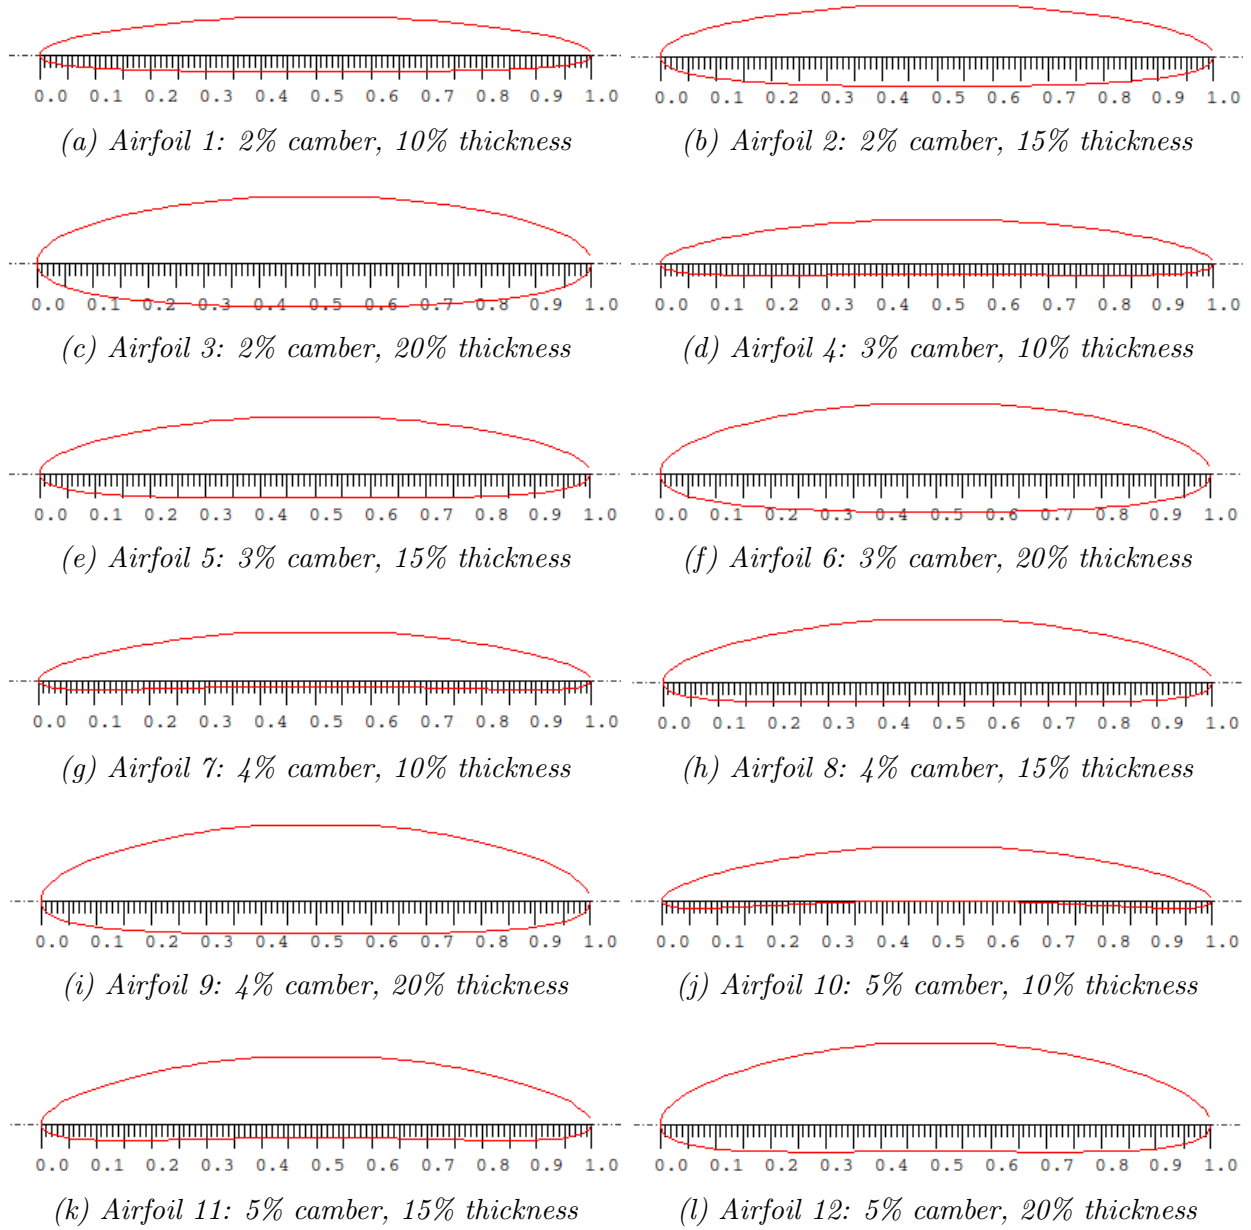 0.0 0.1 0.2 0.3 0.4 0.5 0.6 0.7 0.8 0.9 1.0
(a) Airfoil 1: 2% camber, 10% thickness
0.0 0.1 0.2 0.3 0.4 0.5 0.6 0.7 0.8 0.9 1.0
(b) Airfoil 2: 2% camber, 15% thickness
0.0 0.1 0.2 0.3 0.4 0.5 0.6 0.7 0.8 0.9 1.0
(c) Airfoil 3: 2% camber, 20% thickness
0.0 0.1 0.2 0.3 0.4 0.5 0.6 0.7 0.8 0.9 1.0
(d) Airfoil 4: 3% camber, 10% thickness
0.0 0.1 0.2 0.3 0.4 0.5 0.6 0.7 0.8 0.9 1.0
(e) Airfoil 5: 3% camber, 15% thickness
0.0 0.1 0.2 0.3 0.4 0.5 0.6 0.7 0.8 0.9 1.0
(f) Airfoil 6: 3% camber, 20% thickness
0.0 0.1 0.2 0.3 0.4 0.5 0.6 0.7 0.8 0.9 1.0
(g) Airfoil 7: 4% camber, 10% thickness
0.0 0.1 0.2 0.3 0.4 0.5 0.6 0.7 0.8 0.9 1.0
(h) Airfoil 8: 4% camber, 15% thickness
0.0 0.1 0.2 0.3 0.4 0.5 0.6 0.7 0.8 0.9 1.0
(i) Airfoil 9: 4% camber, 20% thickness
0.0 0.1 0.2 0.3 0.4 0.5 0.6 0.7 0.8 0.9 1.0
(j) Airfoil 10: 5% camber, 10% thickness
0.0 0.1 0.2 0.3 0.4 0.5 0.6 0.7 0.8 0.9 1.0
(k) Airfoil 11: 5% camber, 15% thickness
0.0 0.1 0.2 0.3 0.4 0.5 0.6 0.7 0.8 0.9 1.0
(l) Airfoil 12: 5% camber, 20% thickness